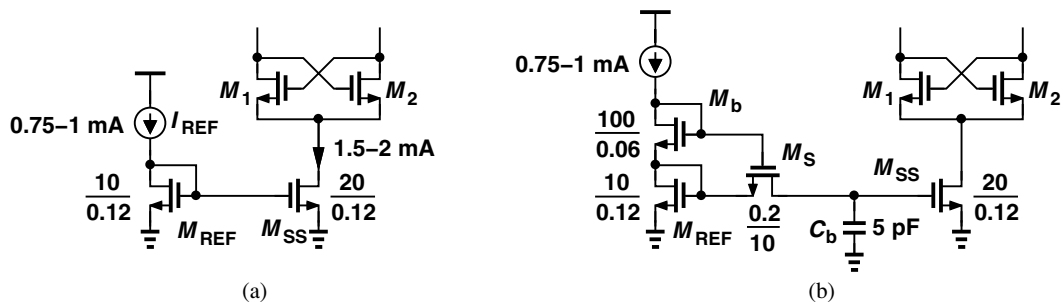 0.75−1 mA
I_REF
M_1
M_2
1.5−2 mA
10
0.12
M_REF
M_SS
20
0.12
(a)
0.75−1 mA
M_b
100
0.06
M_S
10
0.12
M_REF
0.2
10
C_b
5 pF
M_1
M_2
M_SS
20
0.12
(b)